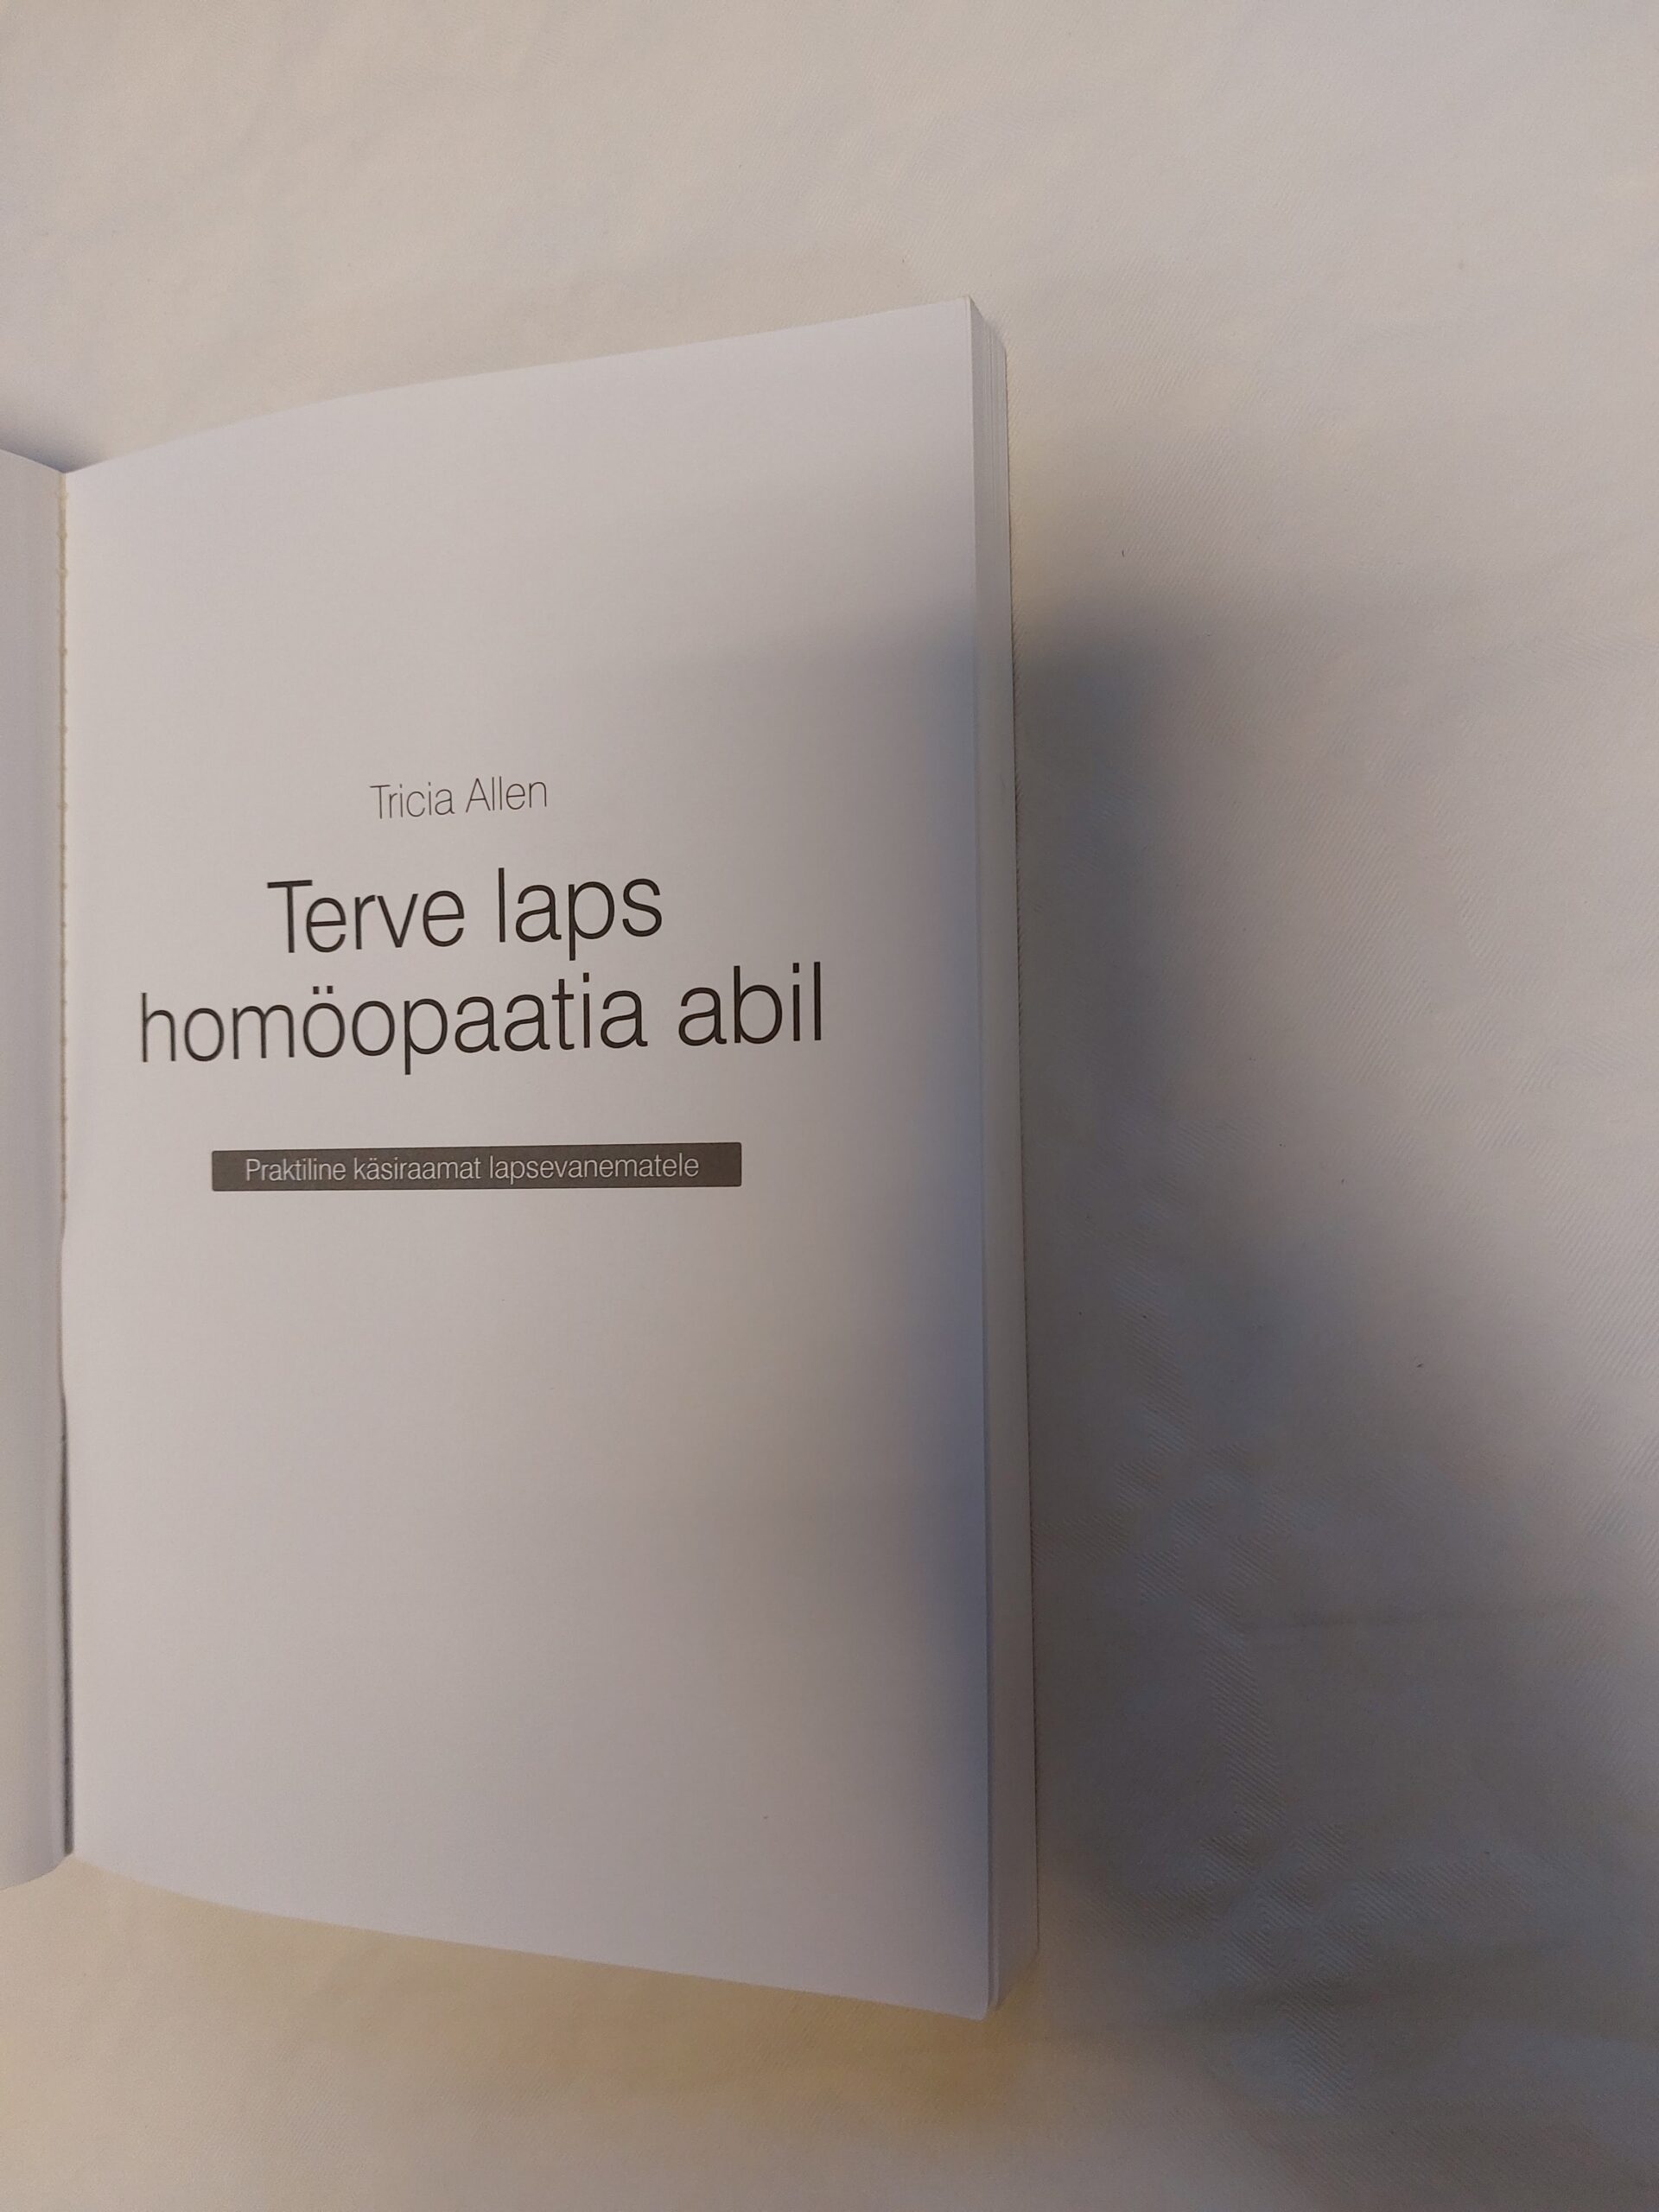 Tricia Allen
Terve laps
homöopaatia abil
Praktiline käsiraamat lapsevanematele